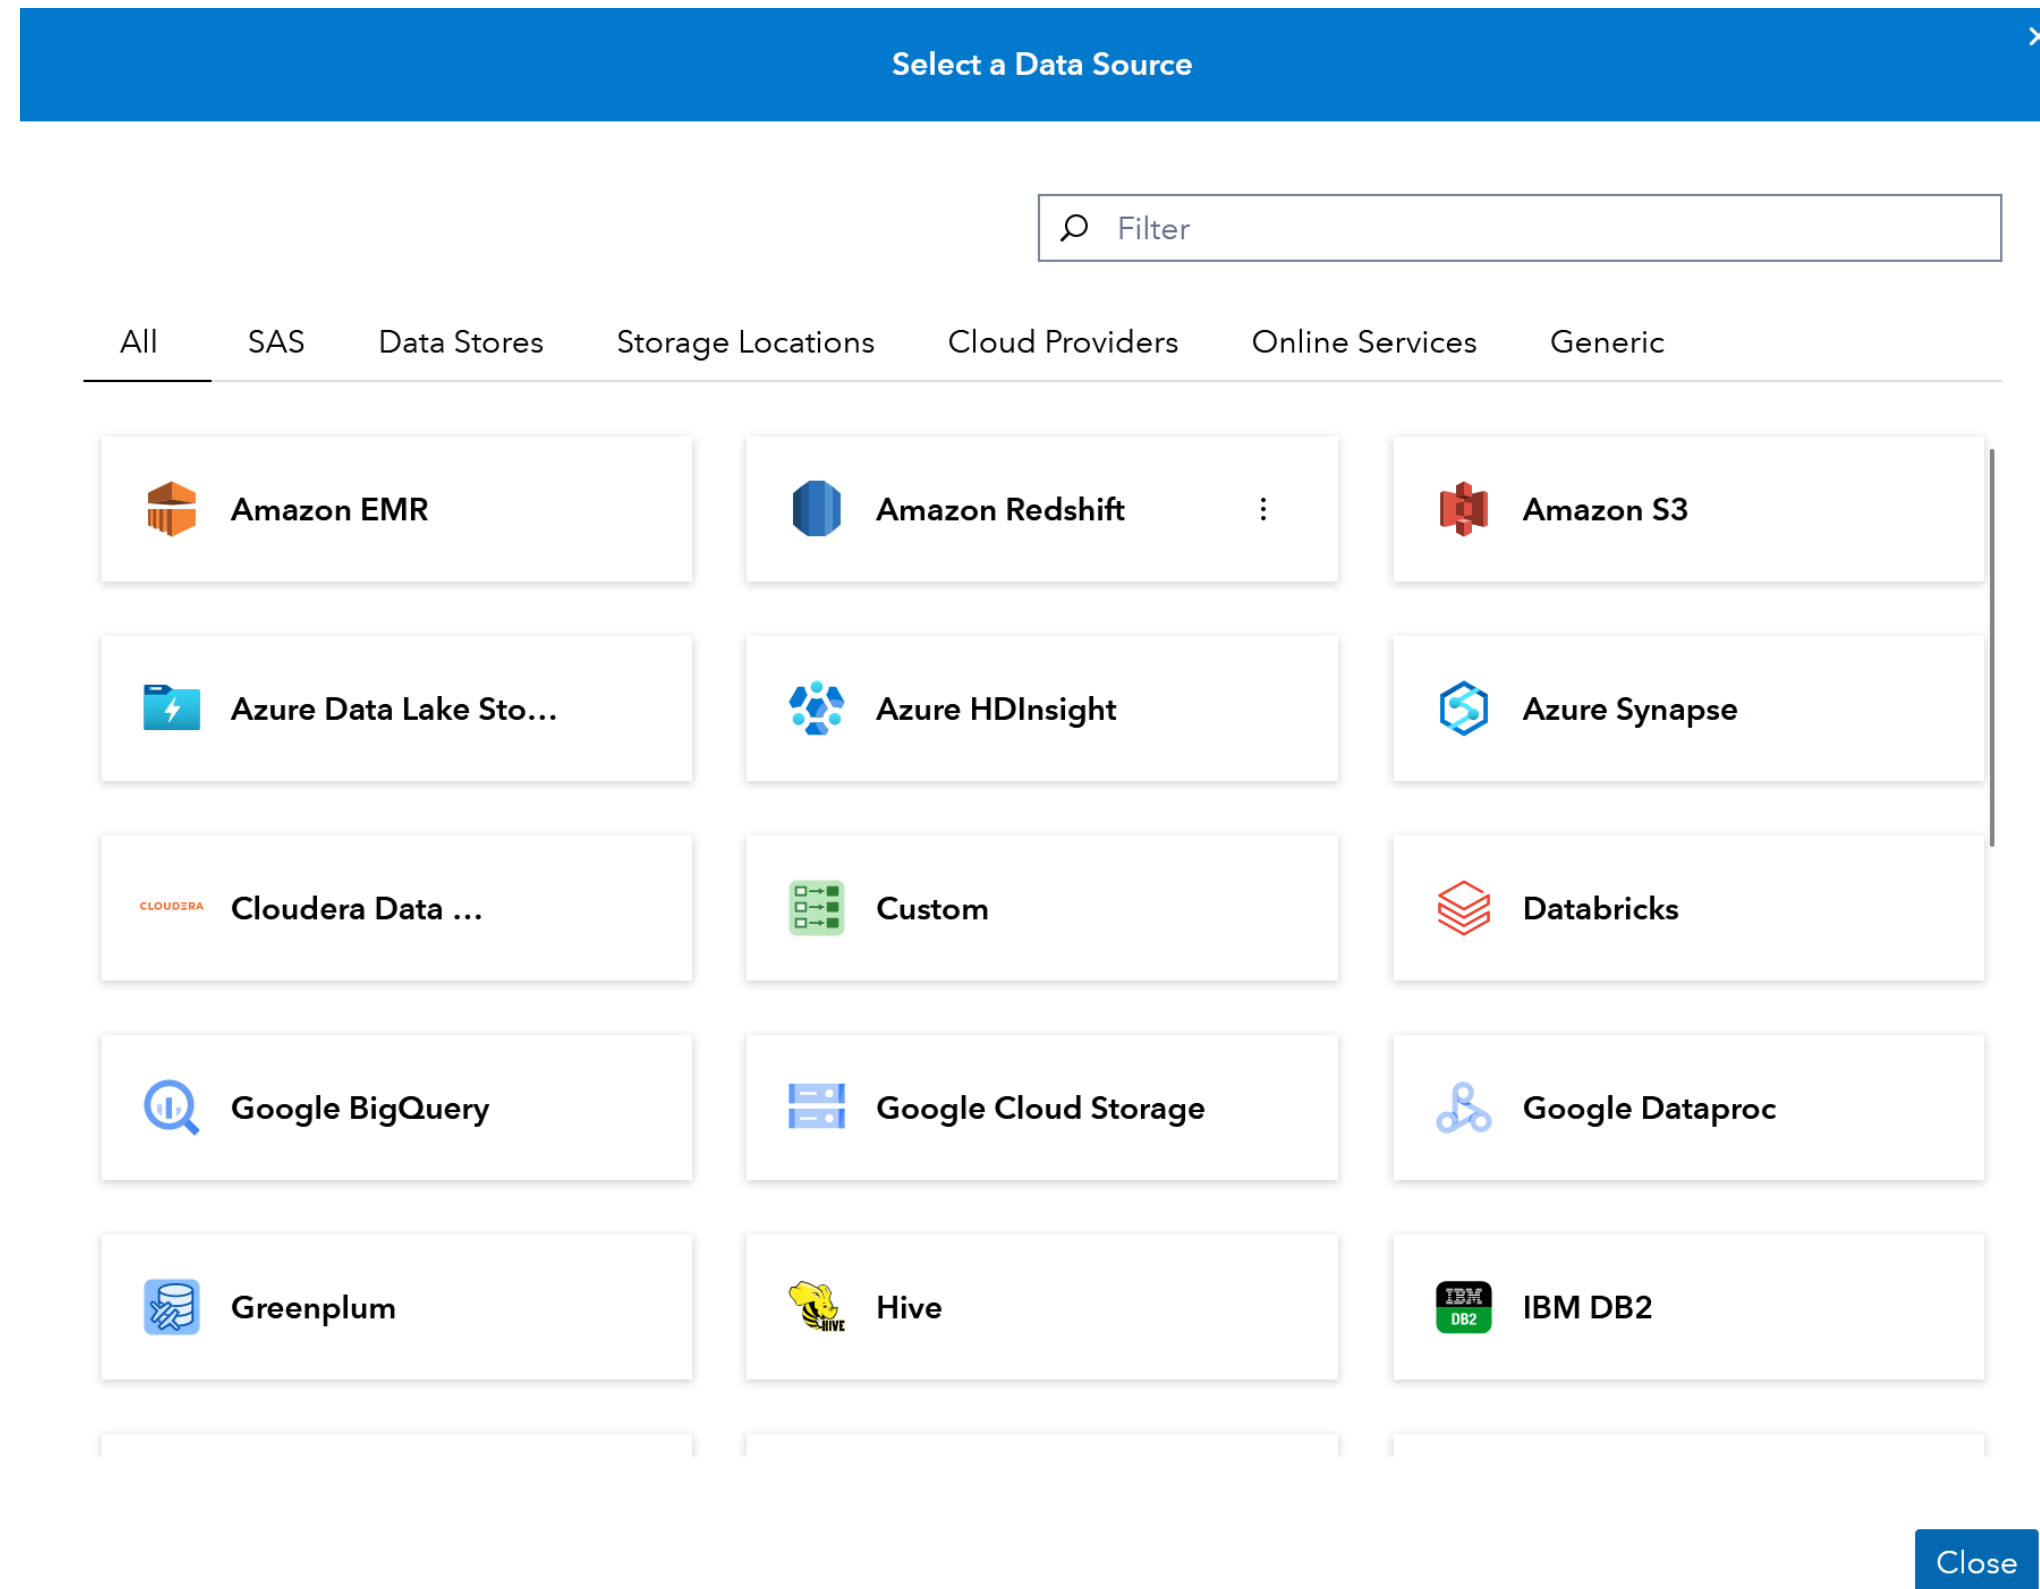 Select a Data Source
Filter
All SAS Data Stores Storage Locations Cloud Providers Online Services Generic
Amazon EMR
Amazon Redshift
Amazon S3
Azure Data Lake Sto...
Azure HDInsight
Azure Synapse
CLOUDERA
Cloudera Data ...
Custom
Databricks
Google BigQuery
Google Cloud Storage
Google Dataproc
Greenplum
HIVE
Hive
IBM
DB2
IBM DB2
Close